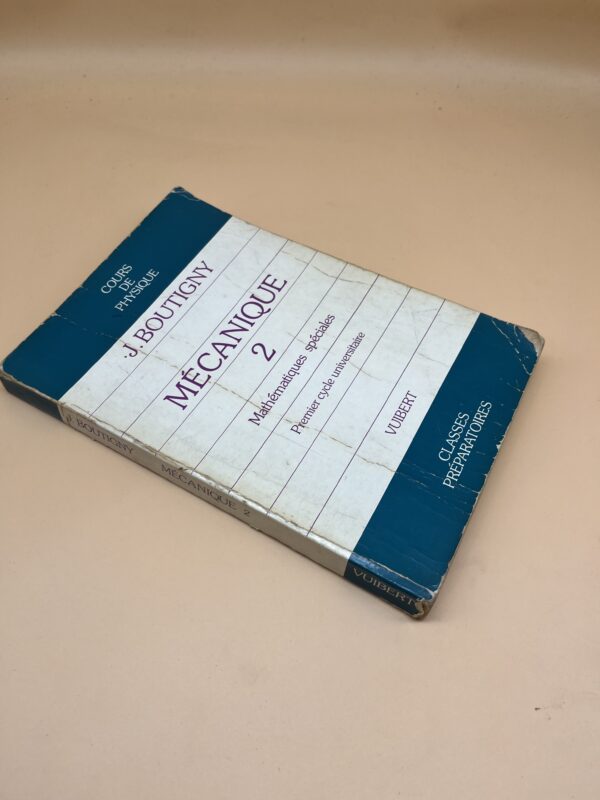 COURS
DE
PHYSIQUE
J. BOUTIGNY
MÉCANIQUE
2
Mathématiques spéciales
Premier cycle universitaire
VUIBERT
CLASSES
PRÉPARATOIRES
J. BOUTIGNY MÉCANIQUE 2 VUIBERT